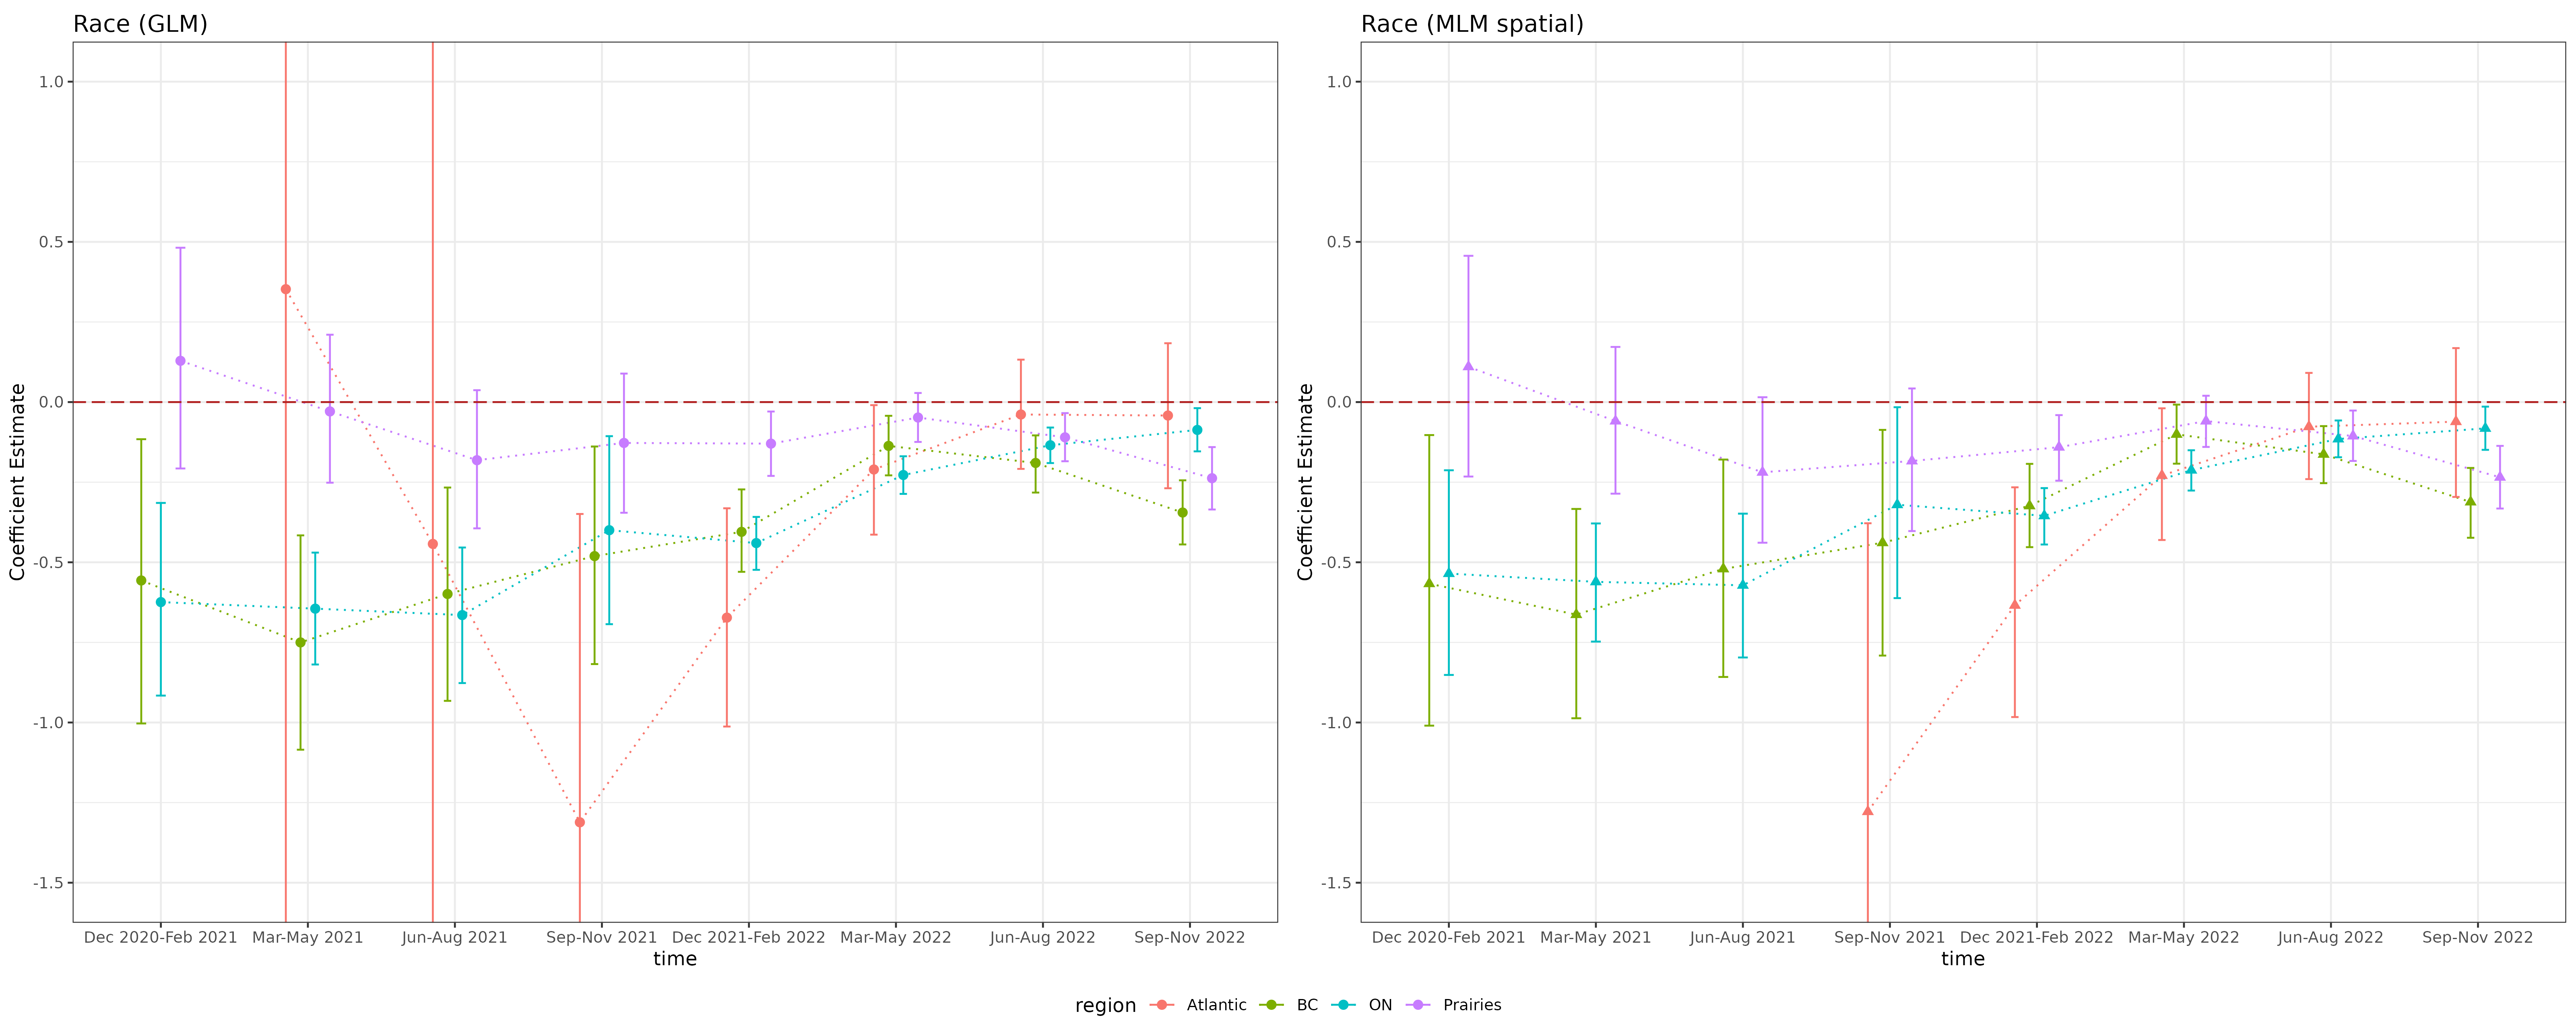 Race (GLM)
Coefficient Estimate
1.0
0.5
0.0
-0.5
-1.0
-1.5
Dec 2020-Feb 2021 Mar-May 2021 Jun-Aug 2021 Sep-Nov 2021 Dec 2021-Feb 2022 Mar-May 2022 Jun-Aug 2022 Sep-Nov 2022
time
Race (MLM spatial)
Coefficient Estimate
1.0
0.5
0.0
-0.5
-1.0
-1.5
Dec 2020-Feb 2021 Mar-May 2021 Jun-Aug 2021 Sep-Nov 2021 Dec 2021-Feb 2022 Mar-May 2022 Jun-Aug 2022 Sep-Nov 2022
time
region Atlantic BC ON Prairies